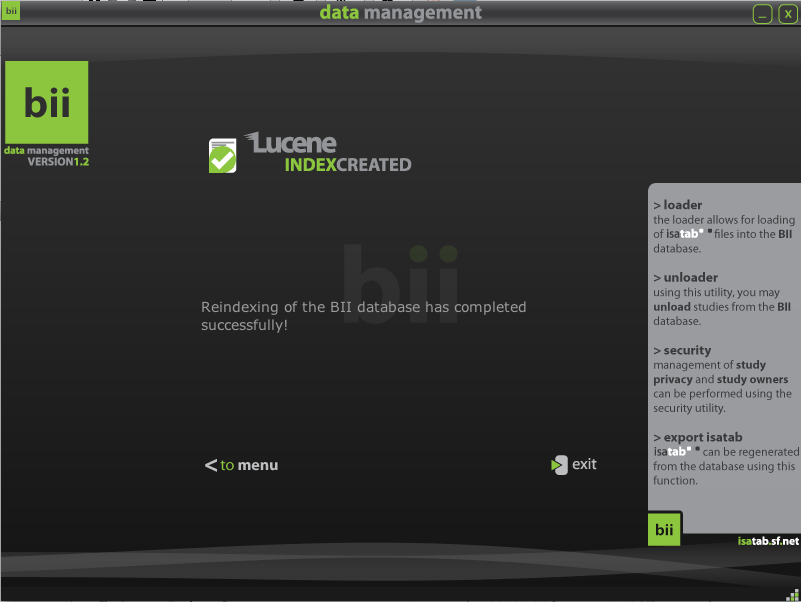 bii
data management
_ X
bii
data management
VERSION1.2
Lucene
INDEXCREATED
bii
Reindexing of the BII database has completed
successfully!
< to menu
exit
> loader
the loader allows for loading
of isatab files into the BII
database.
> unloader
using this utility, you may
unload studies from the BII
database.
> security
management of study
privacy and study owners
can be performed using the
security utility.
> export isatab
isatab can be regenerated
from the database using this
function.
bii
isatab.sf.net